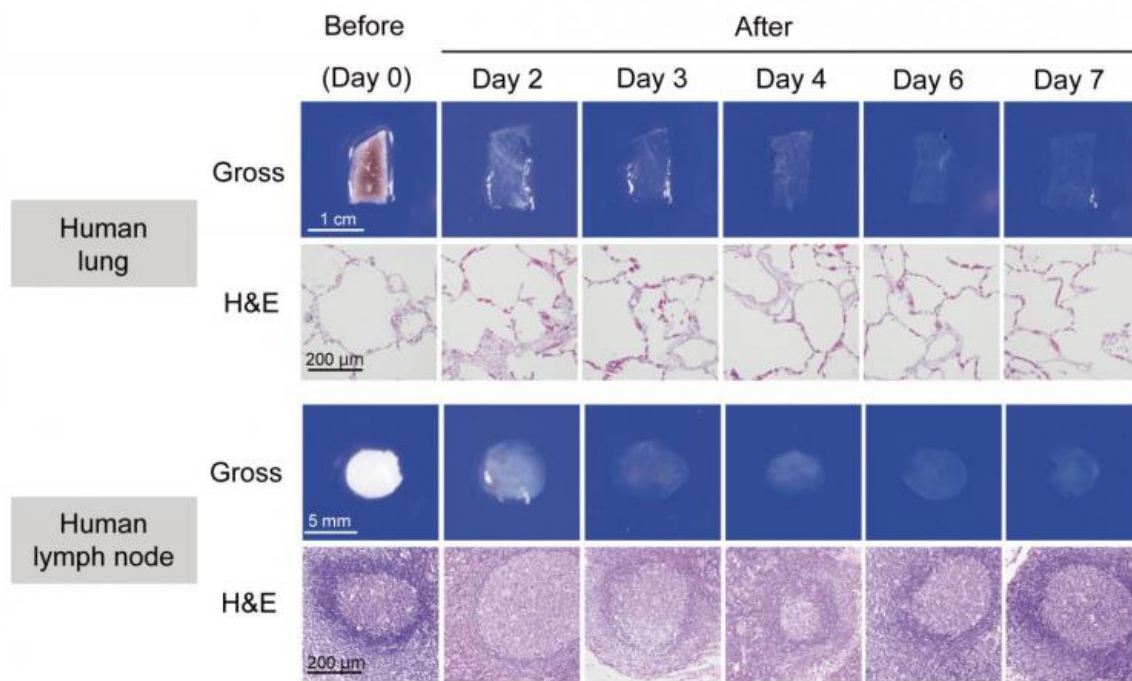 Before
After
(Day 0)
Day 2
Day 3
Day 4
Day 6
Day 7
Human
lung
Gross
1 cm
H&E
200 µm
Human
lymph node
Gross
5 mm
H&E
200 µm